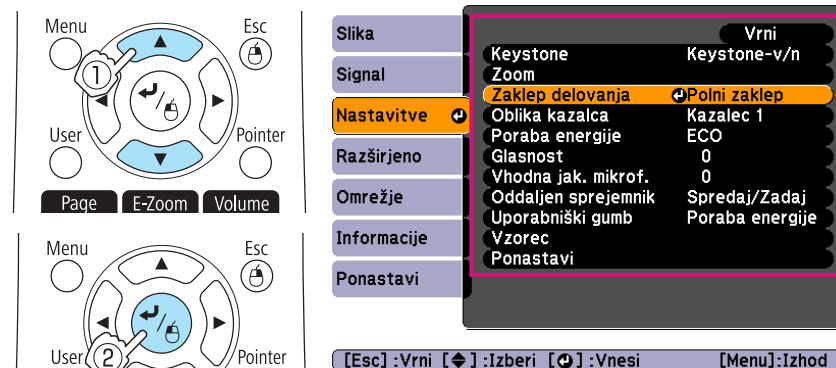 Menu
Esc
1
User
Pointer
Page E-Zoom Volume
Menu
Esc
User
2
Pointer
Slika
Signal
Nastavitve
Razširjeno
Omrežje
Informacije
Ponastavi
Vrni
Keystone Keystone-v/n
Zoom
Zaklep delovanja Polni zaklep
Oblika kazalca Kazalec 1
Poraba energije ECO
Glasnost 0
Vhodna jak. mikrof. 0
Oddaljen sprejemnik Spredaj/Zadaj
Uporabniški gumb Poraba energije
Vzorec
Ponastavi
[Esc] :Vrni [◆] :Izberi [⏎] :Vnesi [Menu]:Izhod